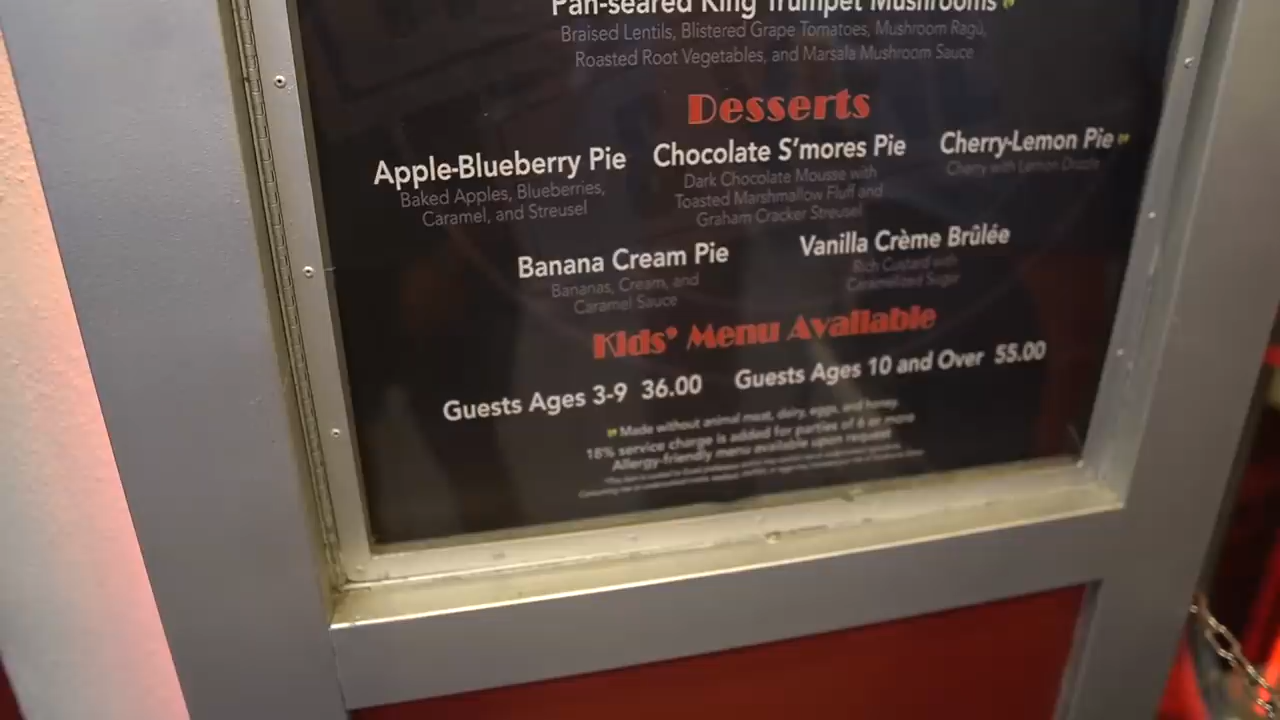 Pan-seared King Trumpet Mushrooms
Braised Lentils, Blistered Grape Tomatoes, Mushroom Ragù,
Roasted Root Vegetables, and Marsala Mushroom Sauce
Desserts
Apple-Blueberry Pie
Baked Apples, Blueberries,
Caramel, and Streusel
Chocolate S'mores Pie
Dark Chocolate Mousse with
Toasted Marshmallow Fluff and
Graham Cracker Streusel
Cherry-Lemon Pie
Cherry with Lemon Drizzle
Banana Cream Pie
Bananas, Cream, and
Caramel Sauce
Vanilla Crème Brûlée
Rich Custard with
Caramelized Sugar
Kids' Menu Available
Guests Ages 3-9 36.00 Guests Ages 10 and Over 55.00
Made without animal meat, dairy, eggs, and honey.
18% service charge is added for parties of 6 or more
Allergy-friendly menu available upon request